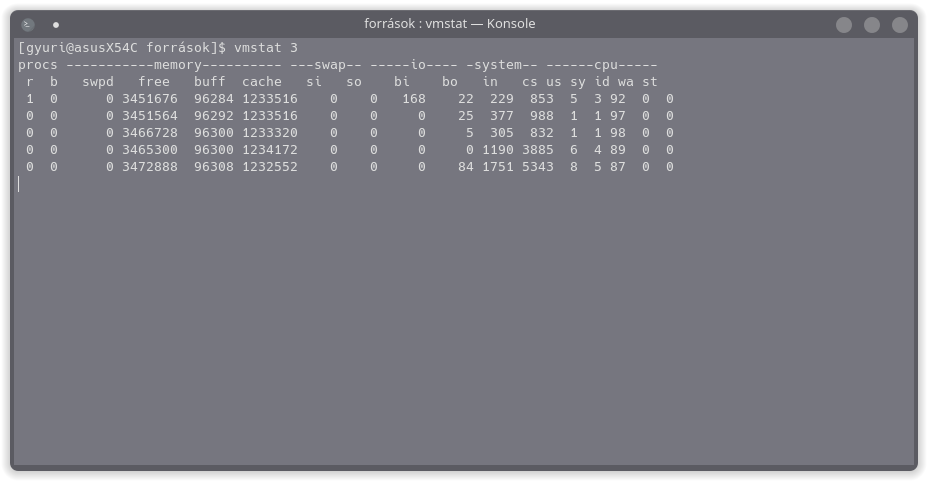 források : vmstat — Konsole
[gyuri@asusX54C források]$ vmstat 3
procs -----------memory---------- ---swap-- -----io---- -system-- ------cpu-----
 r  b   swpd   free   buff  cache   si   so    bi    bo   in   cs us sy id wa st
 1  0      0 3451676  96284 1233516    0    0   168    22  229  853  5  3 92  0  0
 0  0      0 3451564  96292 1233516    0    0     0    25  377  988  1  1 97  0  0
 0  0      0 3466728  96300 1233320    0    0     0     5  305  832  1  1 98  0  0
 0  0      0 3465300  96300 1234172    0    0     0     0 1190 3885  6  4 89  0  0
 0  0      0 3472888  96308 1232552    0    0     0    84 1751 5343  8  5 87  0  0